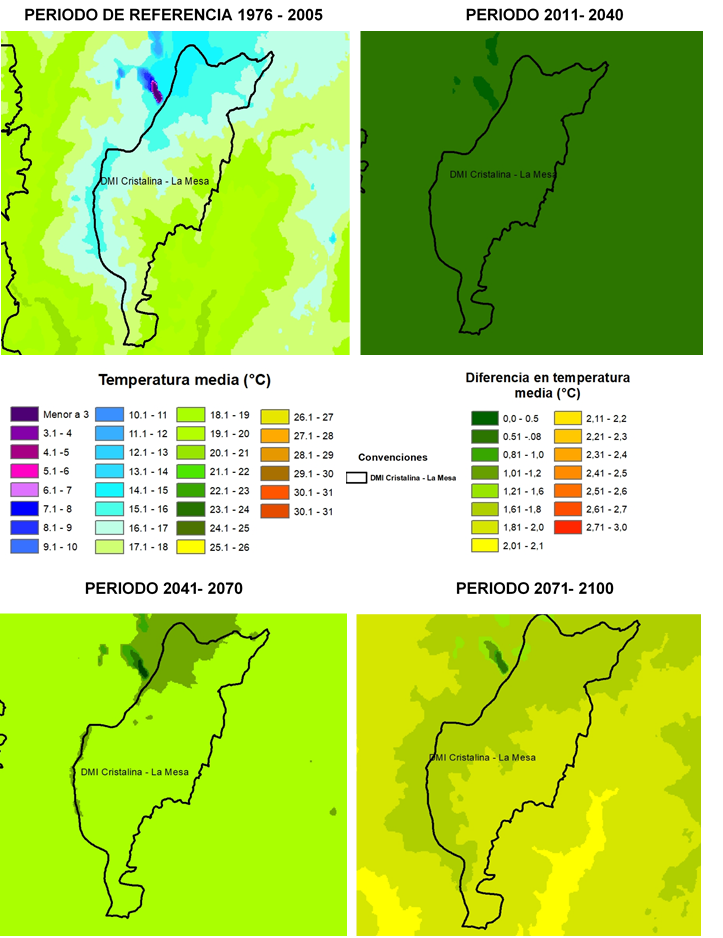 PERIODO DE REFERENCIA 1976 - 2005
PERIODO 2011- 2040
DMI Cristalina - La Mesa
DMI Cristalina - La Mesa
Temperatura media (°C)
Menor a 3
3.1 - 4
4.1 -5
5.1 -6
6.1 - 7
7.1 - 8
8.1 - 9
9.1 - 10
10.1 - 11
11.1 - 12
12.1 - 13
13.1 - 14
14.1 - 15
15.1 - 16
16.1 - 17
17.1 - 18
18.1 - 19
19.1 - 20
20.1 - 21
21.1 - 22
22.1 - 23
23.1 - 24
24.1 - 25
25.1 - 26
26.1 - 27
27.1 - 28
28.1 - 29
29.1 - 30
30.1 - 31
30.1 - 31
Convenciones
DMI Cristalina - La Mesa
Diferencia en temperatura
media (°C)
0,0 - 0.5
0.51 -.08
0,81 - 1.0
1,01 -1,2
1,21 - 1,6
1,61 - 1,8
1,81 - 2.0
2,01 - 2,1
2,11 - 2,2
2,21 - 2,3
2,31 - 2,4
2,41 - 2,5
2,51 - 2,6
2,61 - 2,7
2,71 - 3,0
PERIODO 2041- 2070
PERIODO 2071- 2100
DMI Cristalina - La Mesa
DMI Cristalina - La Mesa